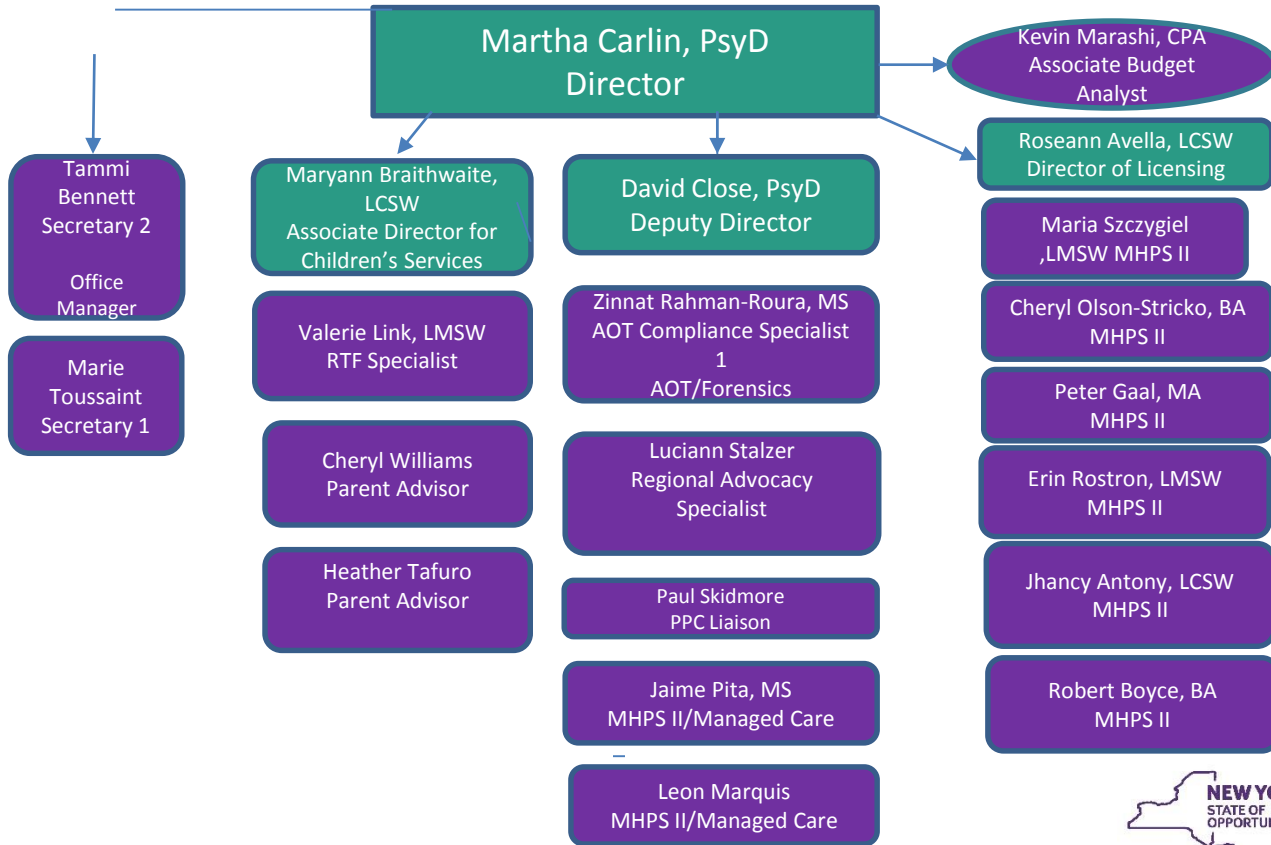 Martha Carlin, PsyD
Director
Kevin Marashi, CPA
Associate Budget
Analyst
Tammi
Bennett
Secretary 2
Office
Manager
Marie
Toussaint
Secretary 1
Maryann Braithwaite,
LCSW
Associate Director for
Children's Services
Valerie Link, LMSW
RTF Specialist
Cheryl Williams
Parent Advisor
Heather Tafuro
Parent Advisor
David Close, PsyD
Deputy Director
Zinnat Rahman-Roura, MS
AOT Compliance Specialist
1
AOT/Forensics
Luciann Stalzer
Regional Advocacy
Specialist
Paul Skidmore
PPC Liaison
Jaime Pita, MS
MHPS II/Managed Care
Leon Marquis
MHPS II/Managed Care
Roseann Avella, LCSW
Director of Licensing
Maria Szczygiel
,LMSW MHPS II
Cheryl Olson-Stricko, BA
MHPS II
Peter Gaal, MA
MHPS II
Erin Rostron, LMSW
MHPS II
Jhancy Antony, LCSW
MHPS II
Robert Boyce, BA
MHPS II
NEW YO
STATE OF
OPPORTU